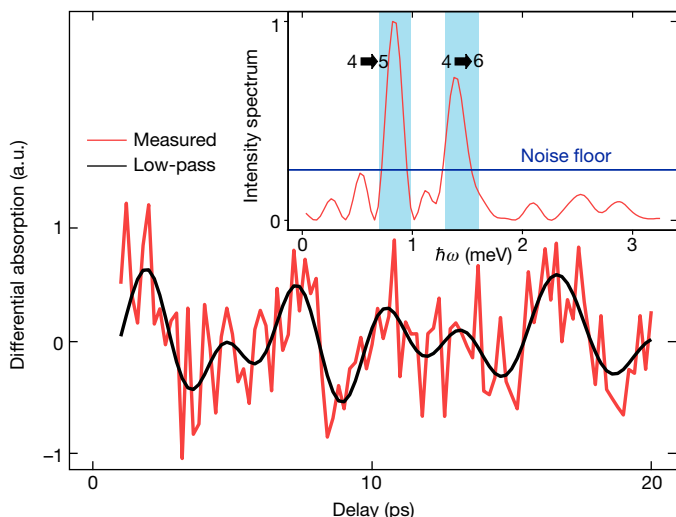 1
4➡5
4➡6
Intensity spectrum
Noise floor
0
0
1
2
3
ħω (meV)
Measured
Low-pass
Differential absorption (a.u.)
1
0
−1
0
10
20
Delay (ps)